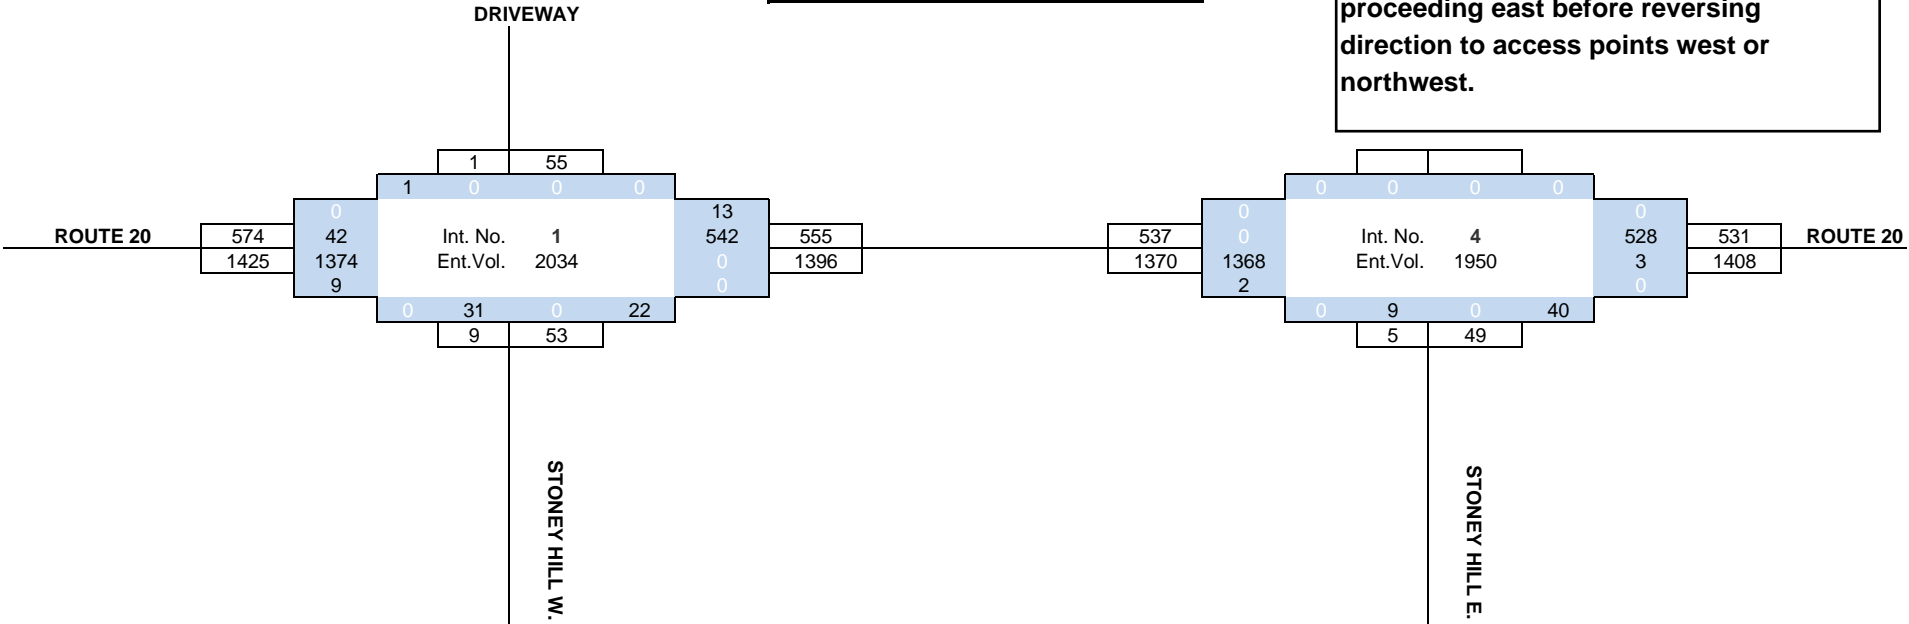 DRIVEWAY
proceeding east before reversing
direction to access points west or
northwest.
1 55
1 0 0 0
0 13
ROUTE 20 574 42 Int. No. 1 542 555
1425 1374 Ent.Vol. 2034 0 1396
9 0
0 31 0 22
9 53
STONEY HILL W.
0 0 0 0
0 0
537 0 Int. No. 4 528 531 ROUTE 20
1370 1368 Ent.Vol. 1950 3 1408
2 0
0 9 0 40
5 49
STONEY HILL E.